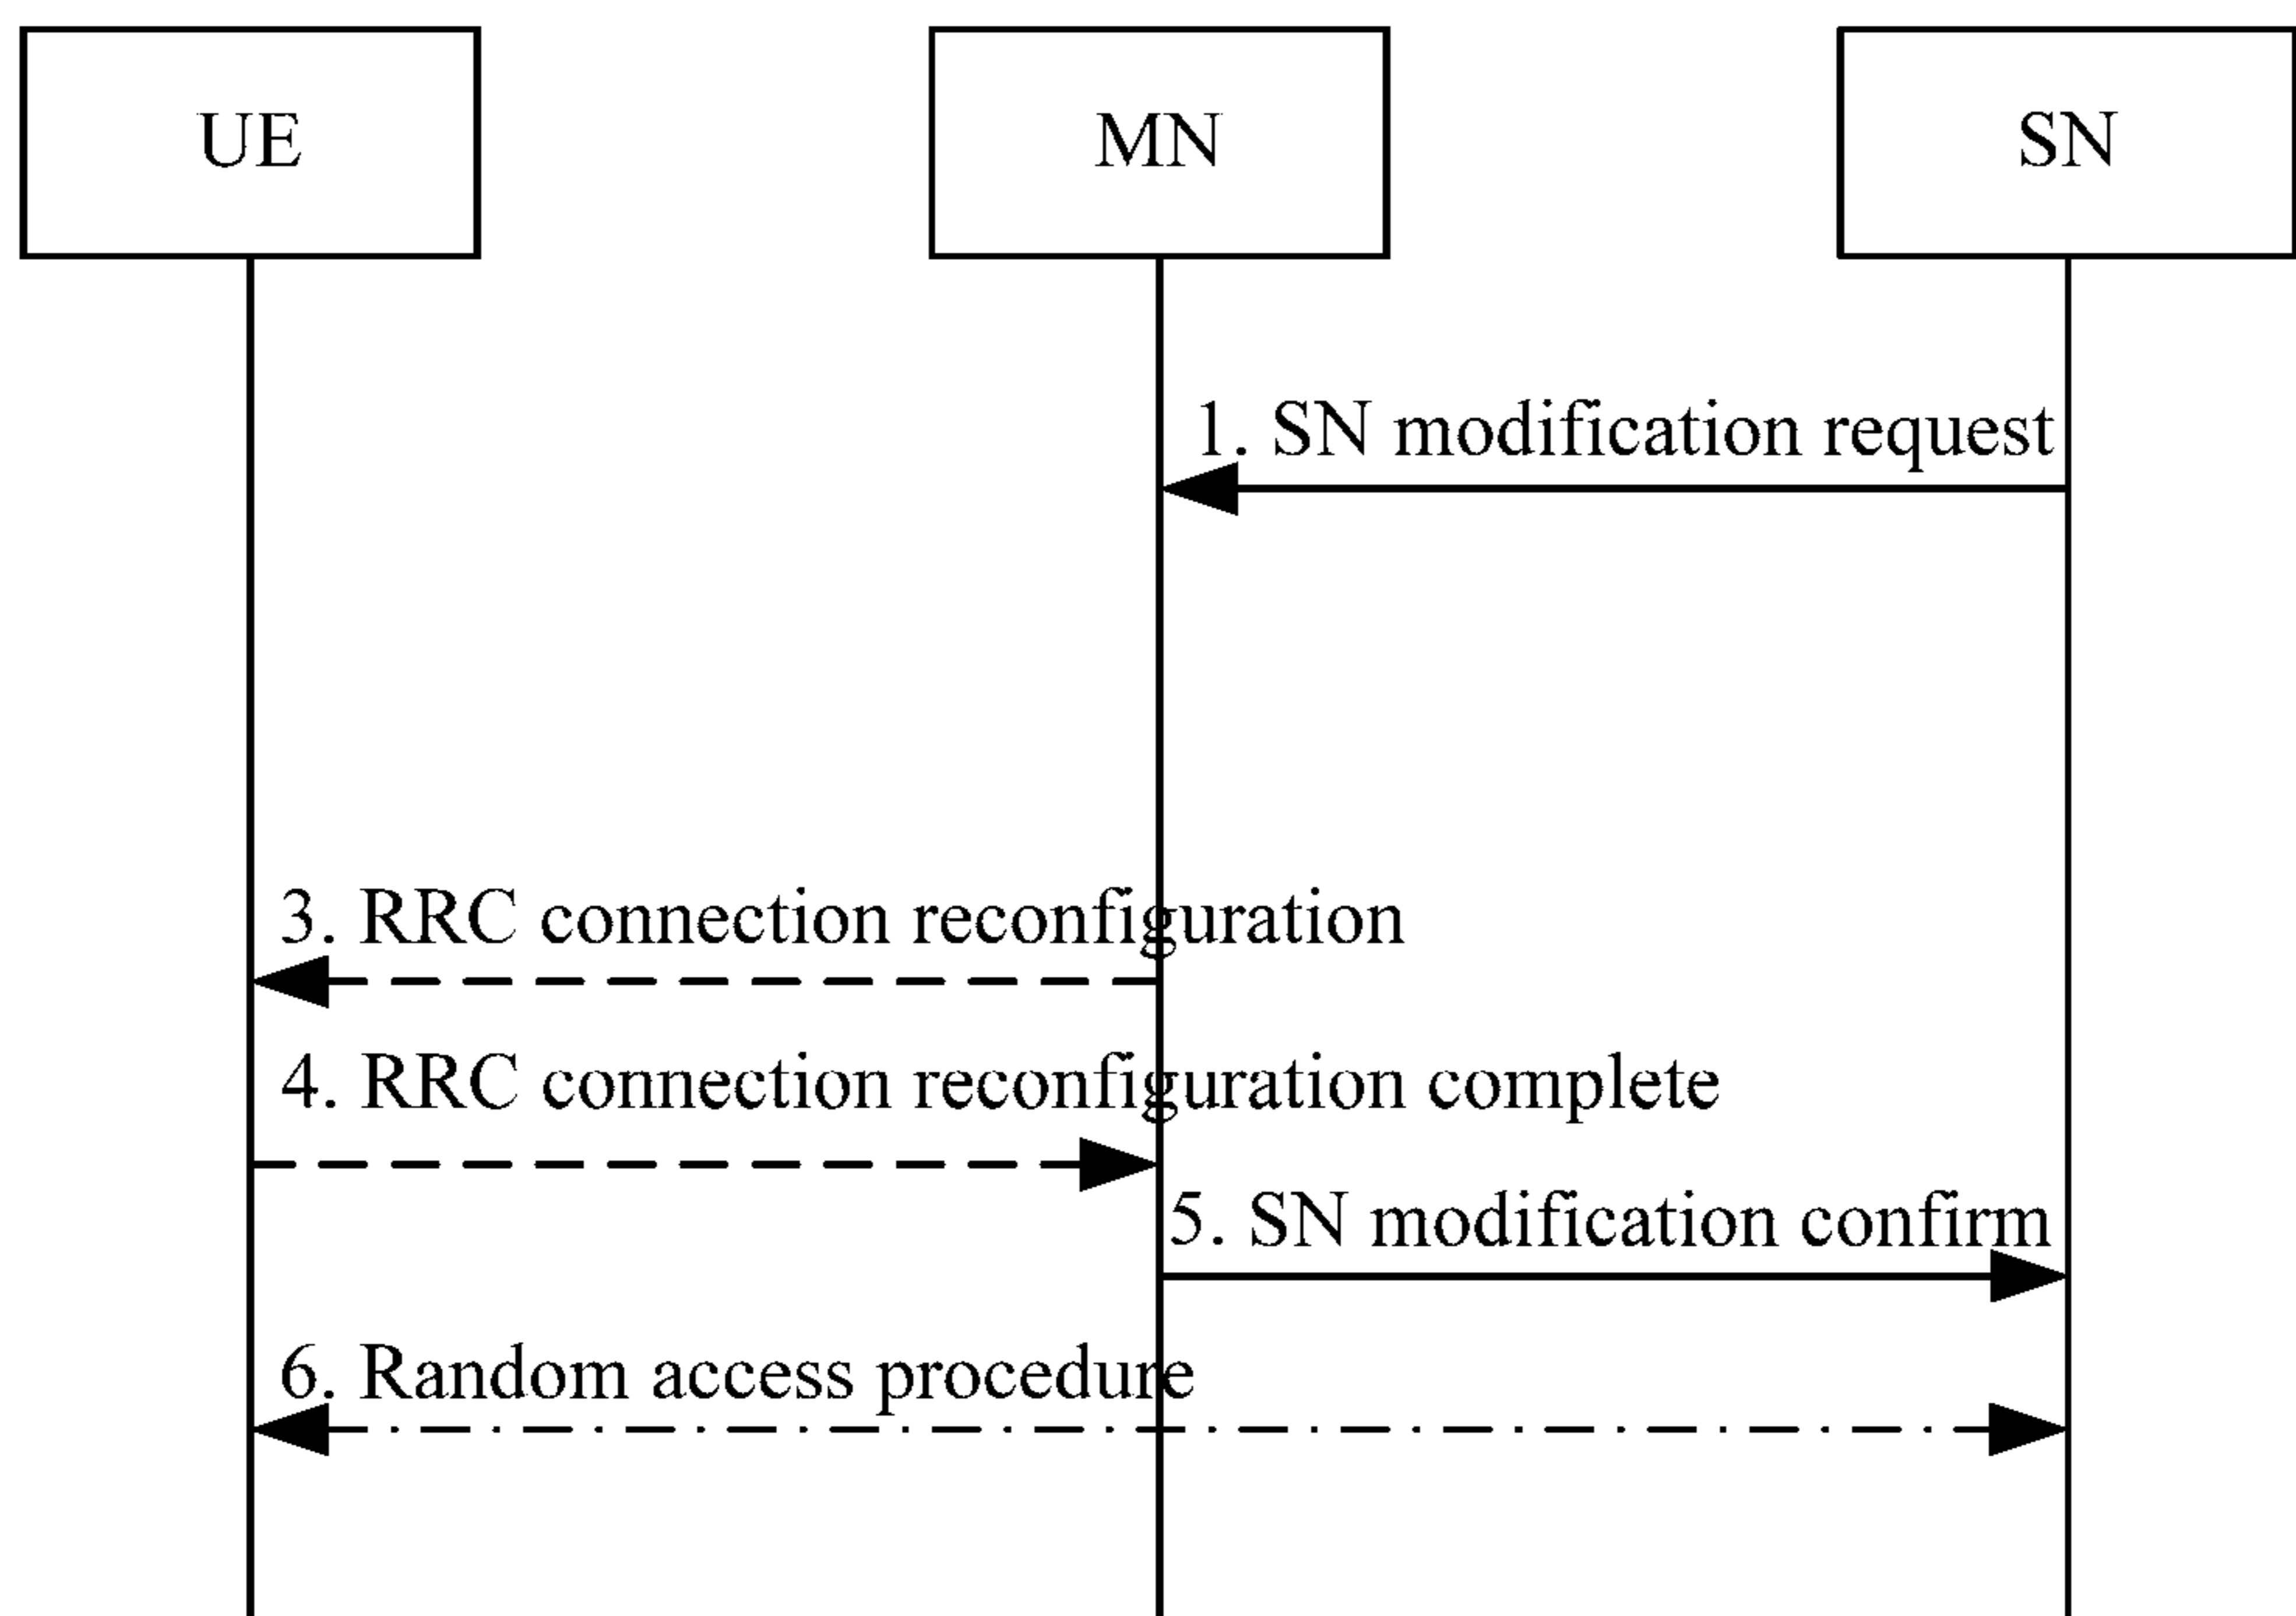 UE
MN
SN
1. SN modification request
3. RRC connection reconfiguration
4. RRC connection reconfiguration complete
5. SN modification confirm
6. Random access procedure